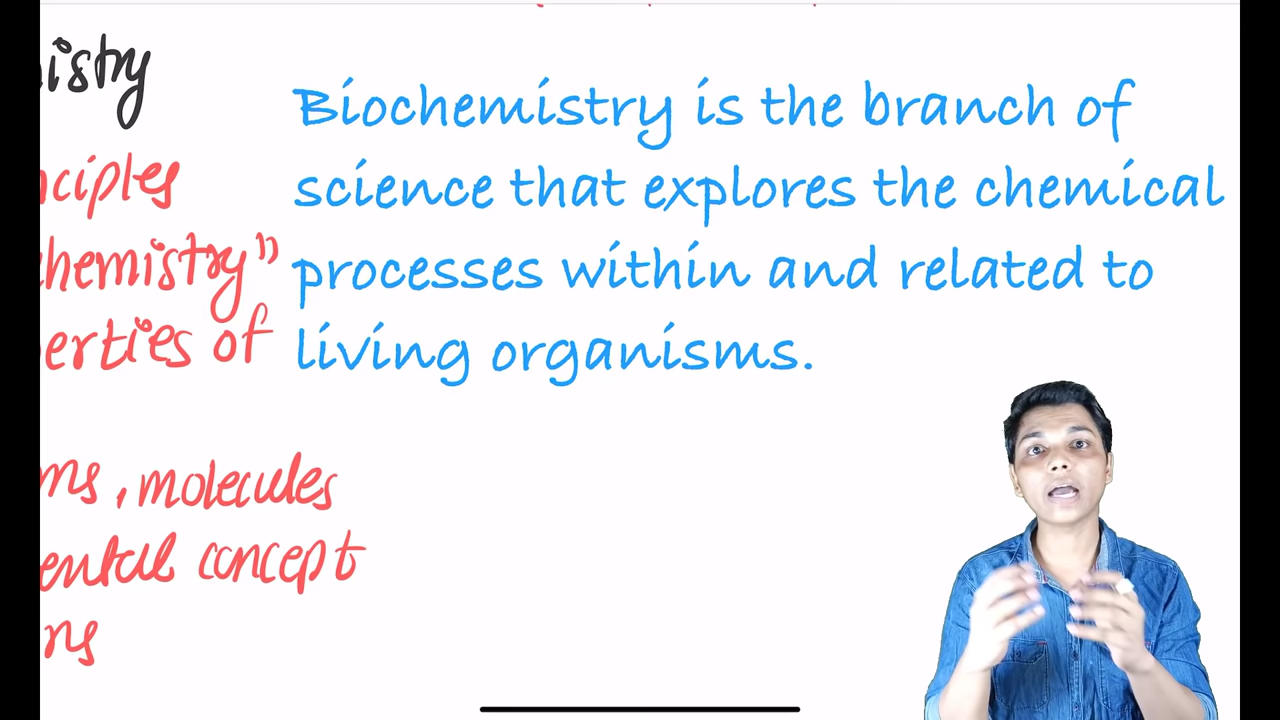 istry
Biochemistry is the branch of
science that explores the chemical
processes within and related to
living organisms.
nciples
hemistry"
erties of
ms, molecules
ental concept
ns